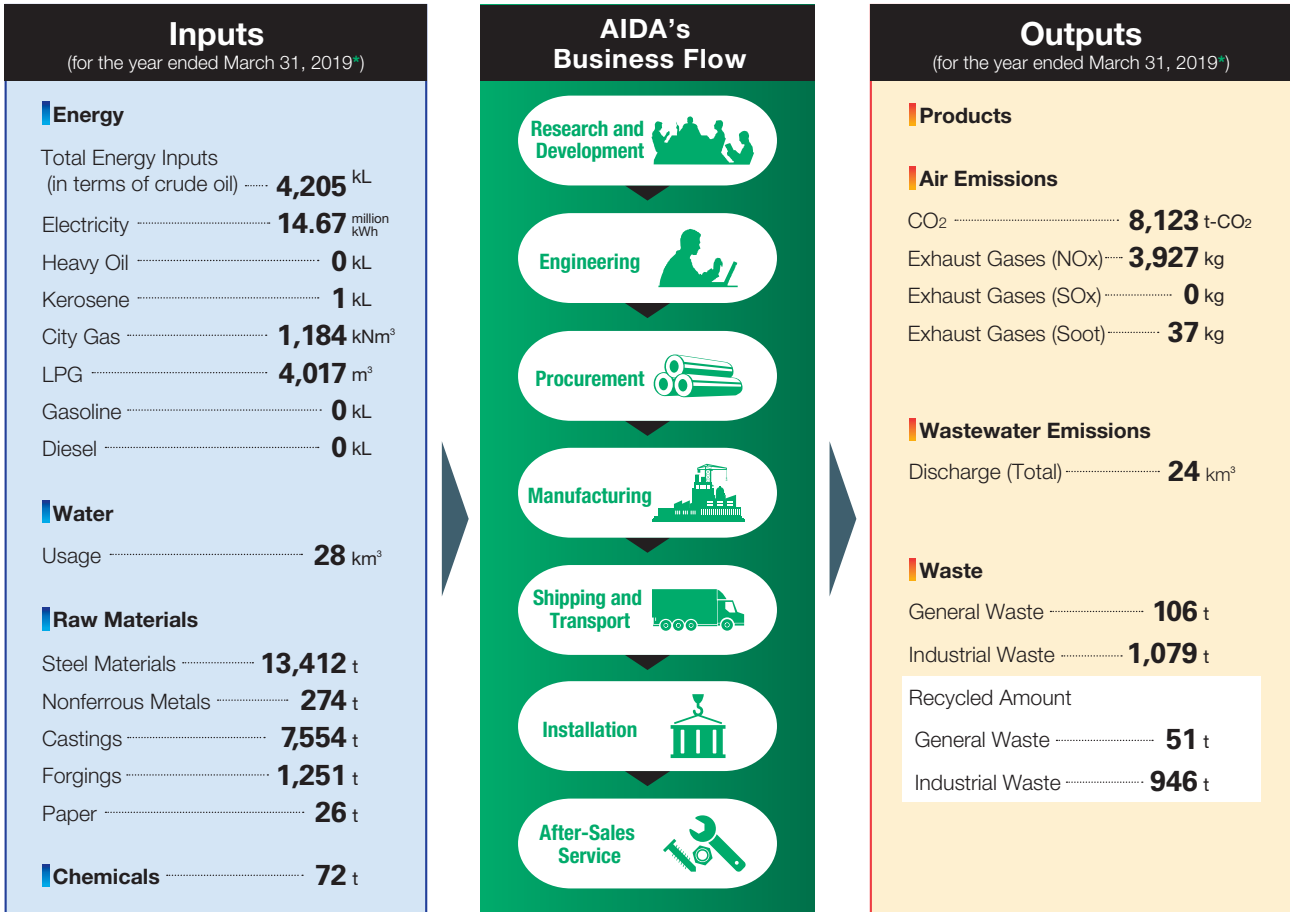 Inputs
(for the year ended March 31, 2019*)
Energy
Total Energy Inputs
(in terms of crude oil) 4,205 kL
Electricity 14.67 million kWh
Heavy Oil 0 kL
Kerosene 1 kL
City Gas 1,184 kNm³
LPG 4,017 m³
Gasoline 0 kL
Diesel 0 kL
Water
Usage 28 km³
Raw Materials
Steel Materials 13,412 t
Nonferrous Metals 274 t
Castings 7,554 t
Forgings 1,251 t
Paper 26 t
Chemicals 72 t
AIDA's
Business Flow
Research and
Development
Engineering
Procurement
Manufacturing
Shipping and
Transport
Installation
After-Sales
Service
Outputs
(for the year ended March 31, 2019*)
Products
Air Emissions
CO₂ 8,123 t-CO₂
Exhaust Gases (NOx) 3,927 kg
Exhaust Gases (SOx) 0 kg
Exhaust Gases (Soot) 37 kg
Wastewater Emissions
Discharge (Total) 24 km³
Waste
General Waste 106 t
Industrial Waste 1,079 t
Recycled Amount
General Waste 51 t
Industrial Waste 946 t